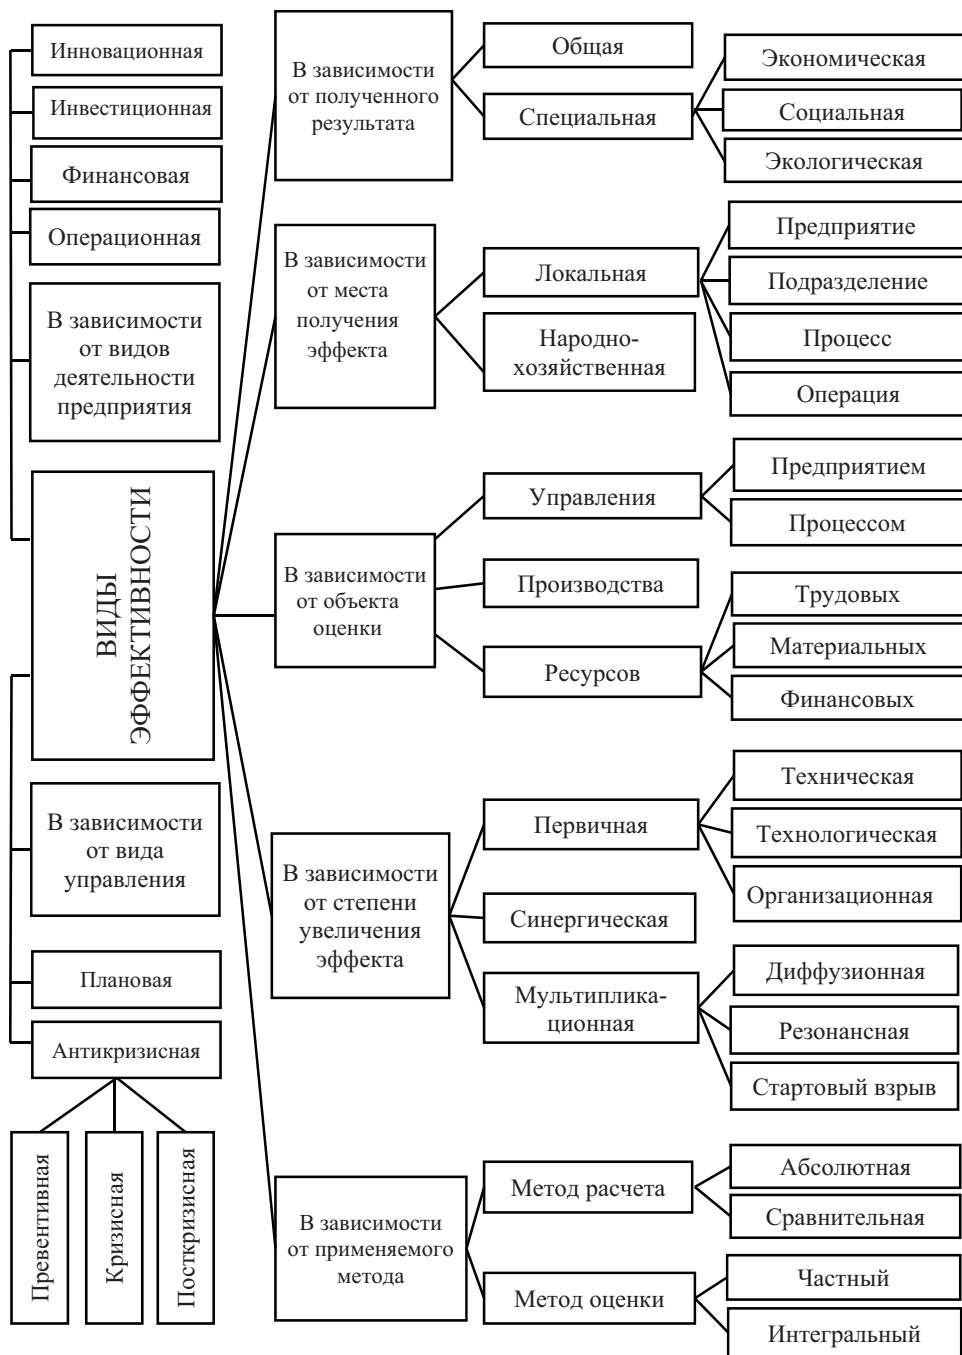 Инновационная
Инвестиционная
Финансовая
Операционная
В зависимости
от видов
деятельности
предприятия
ВИДЫ
ЭФФЕКТИВНОСТИ
В зависимости
от вида
управления
Плановая
Антикризисная
Превентивная
Кризисная
Посткризисная
В зависимости
от полученного
результата
Общая
Специальная
Экономическая
Социальная
Экологическая
В зависимости
от места
получения
эффекта
Локальная
Народно-
хозяйственная
Предприятие
Подразделение
Процесс
Операция
В зависимости
от объекта
оценки
Управления
Производства
Ресурсов
Предприятием
Процессом
Трудовых
Материальных
Финансовых
В зависимости
от степени
увеличения
эффекта
Первичная
Синергическая
Мультиплика-
ционная
Техническая
Технологическая
Организационная
Диффузионная
Резонансная
Стартовый взрыв
В зависимости
от применяемого
метода
Метод расчета
Метод оценки
Абсолютная
Сравнительная
Частный
Интегральный